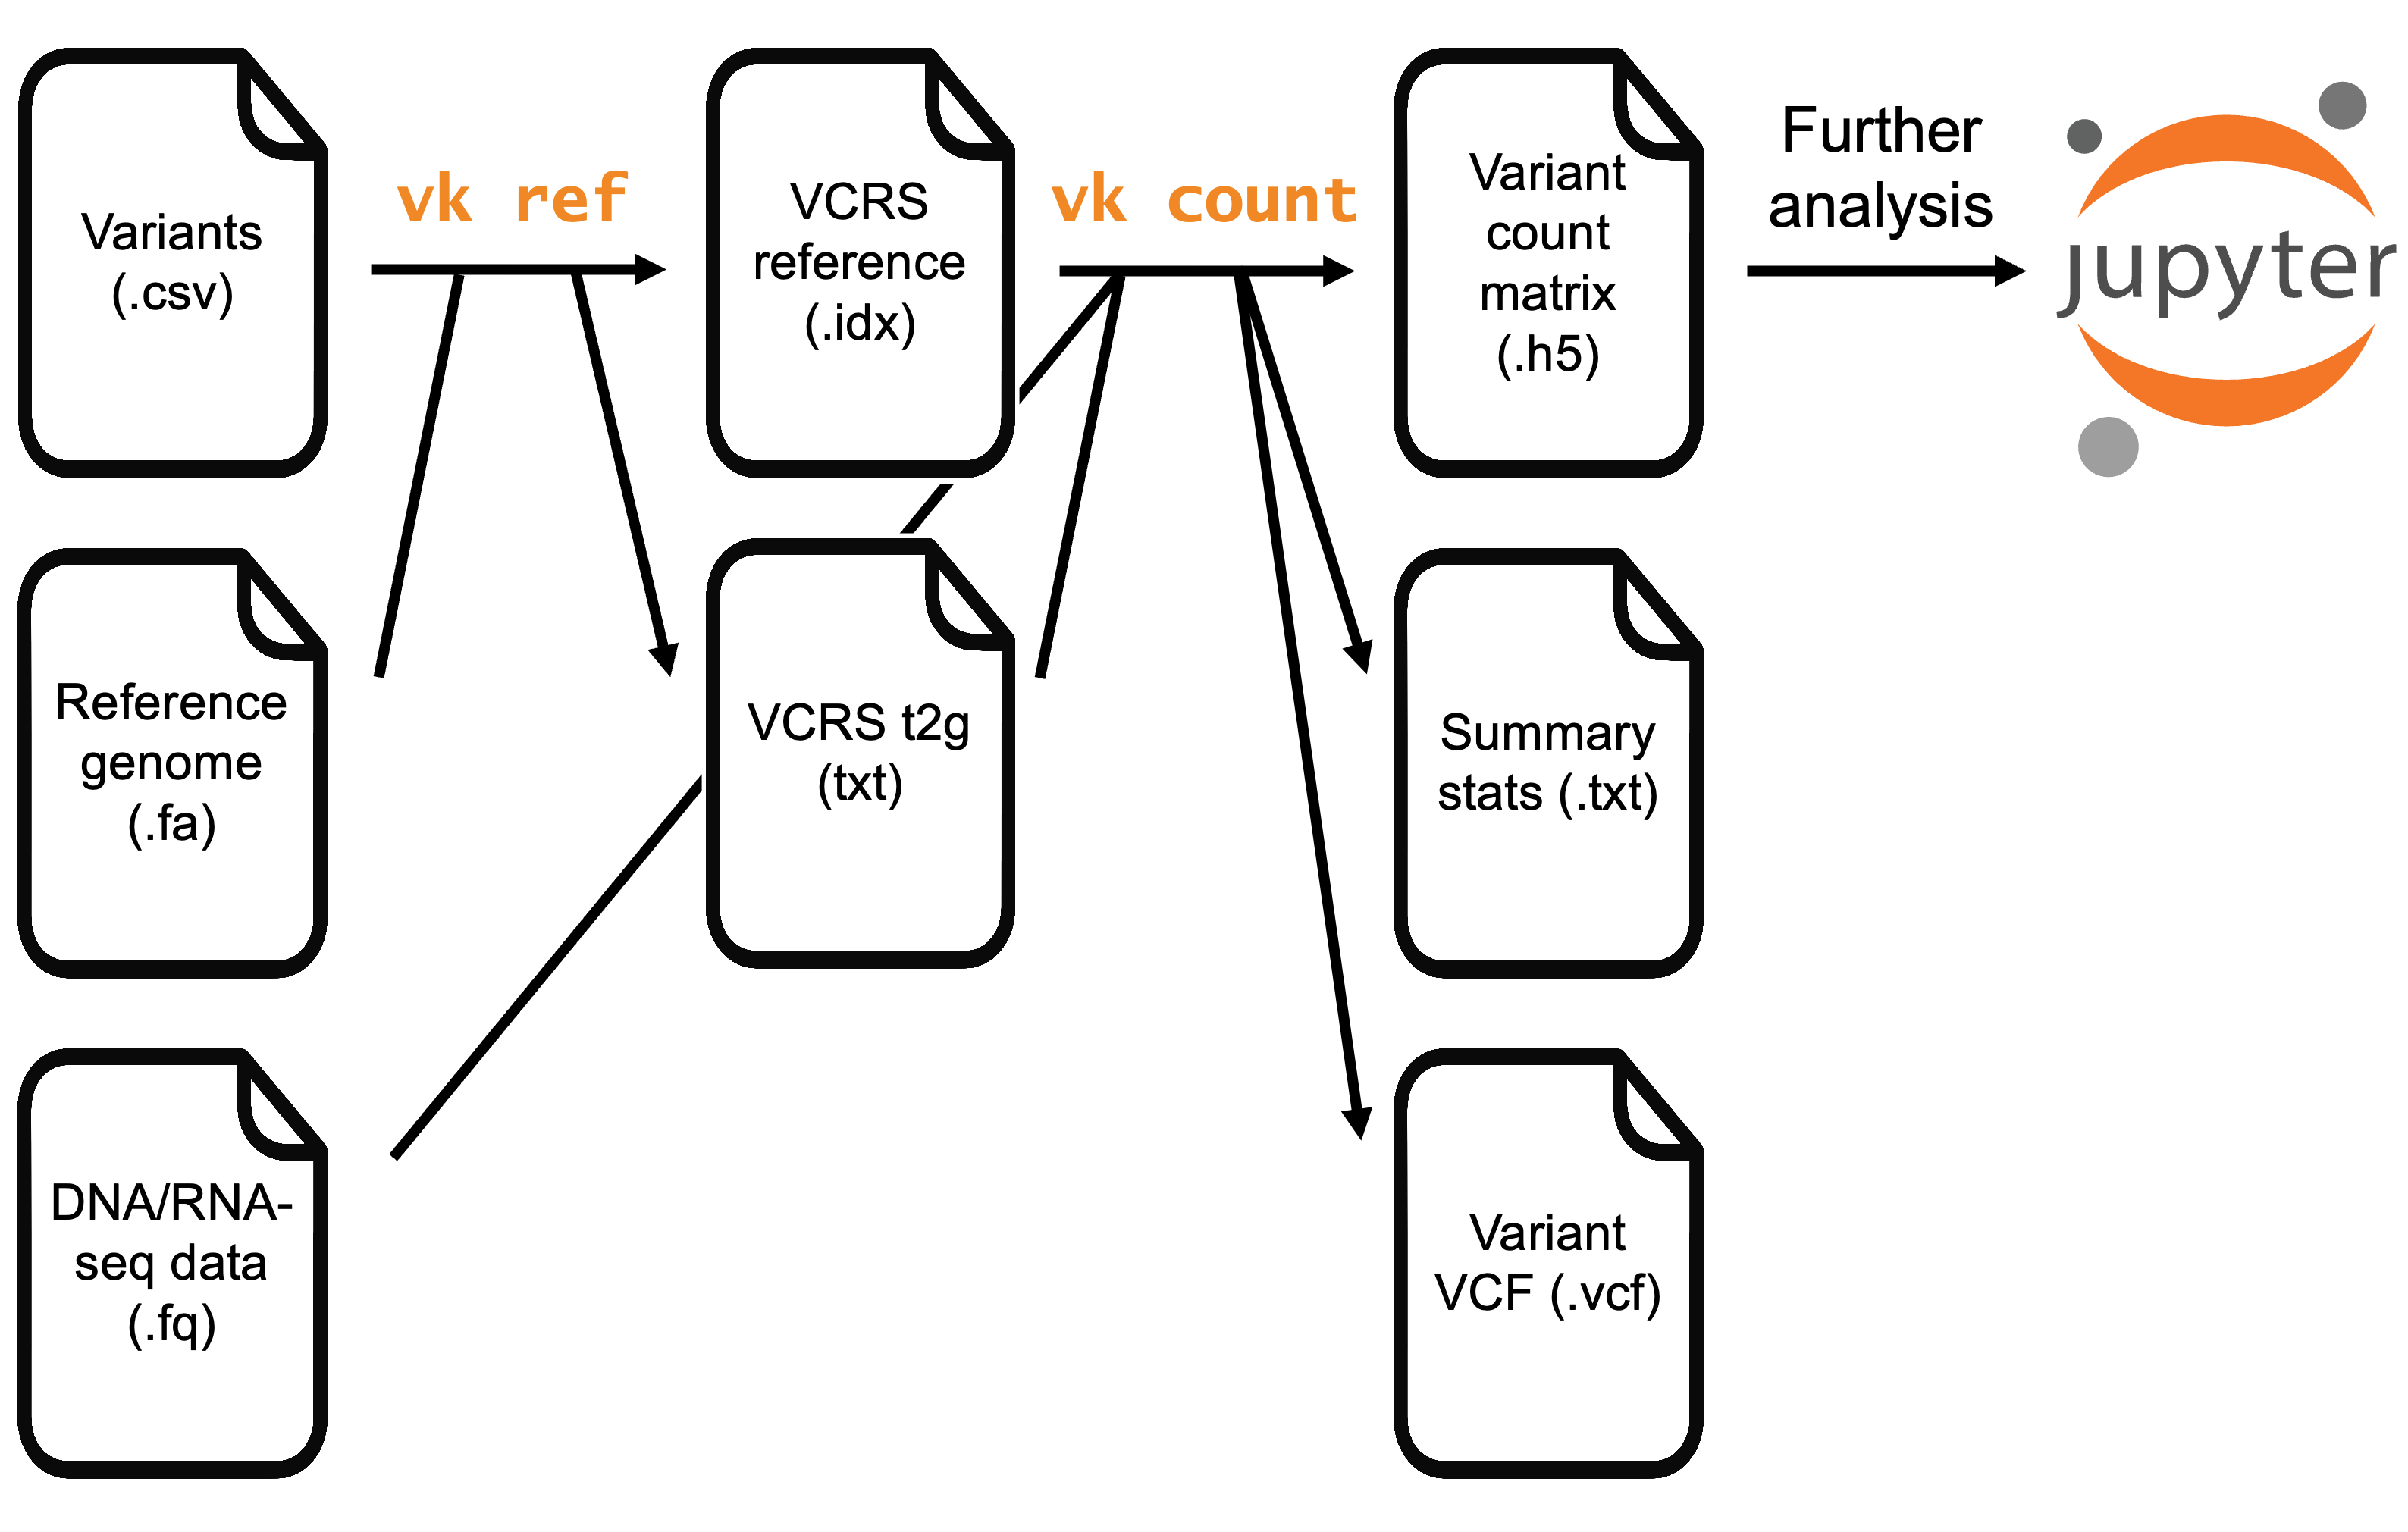 Variants
(.csv)
vk ref
VCRS
reference
(.idx)
vk count
Variant
count
matrix
(.h5)
Further
analysis
jupyter
Reference
genome
(.fa)
VCRS t2g
(txt)
Summary
stats (.txt)
DNA/RNA-
seq data
(.fq)
Variant
VCF (.vcf)